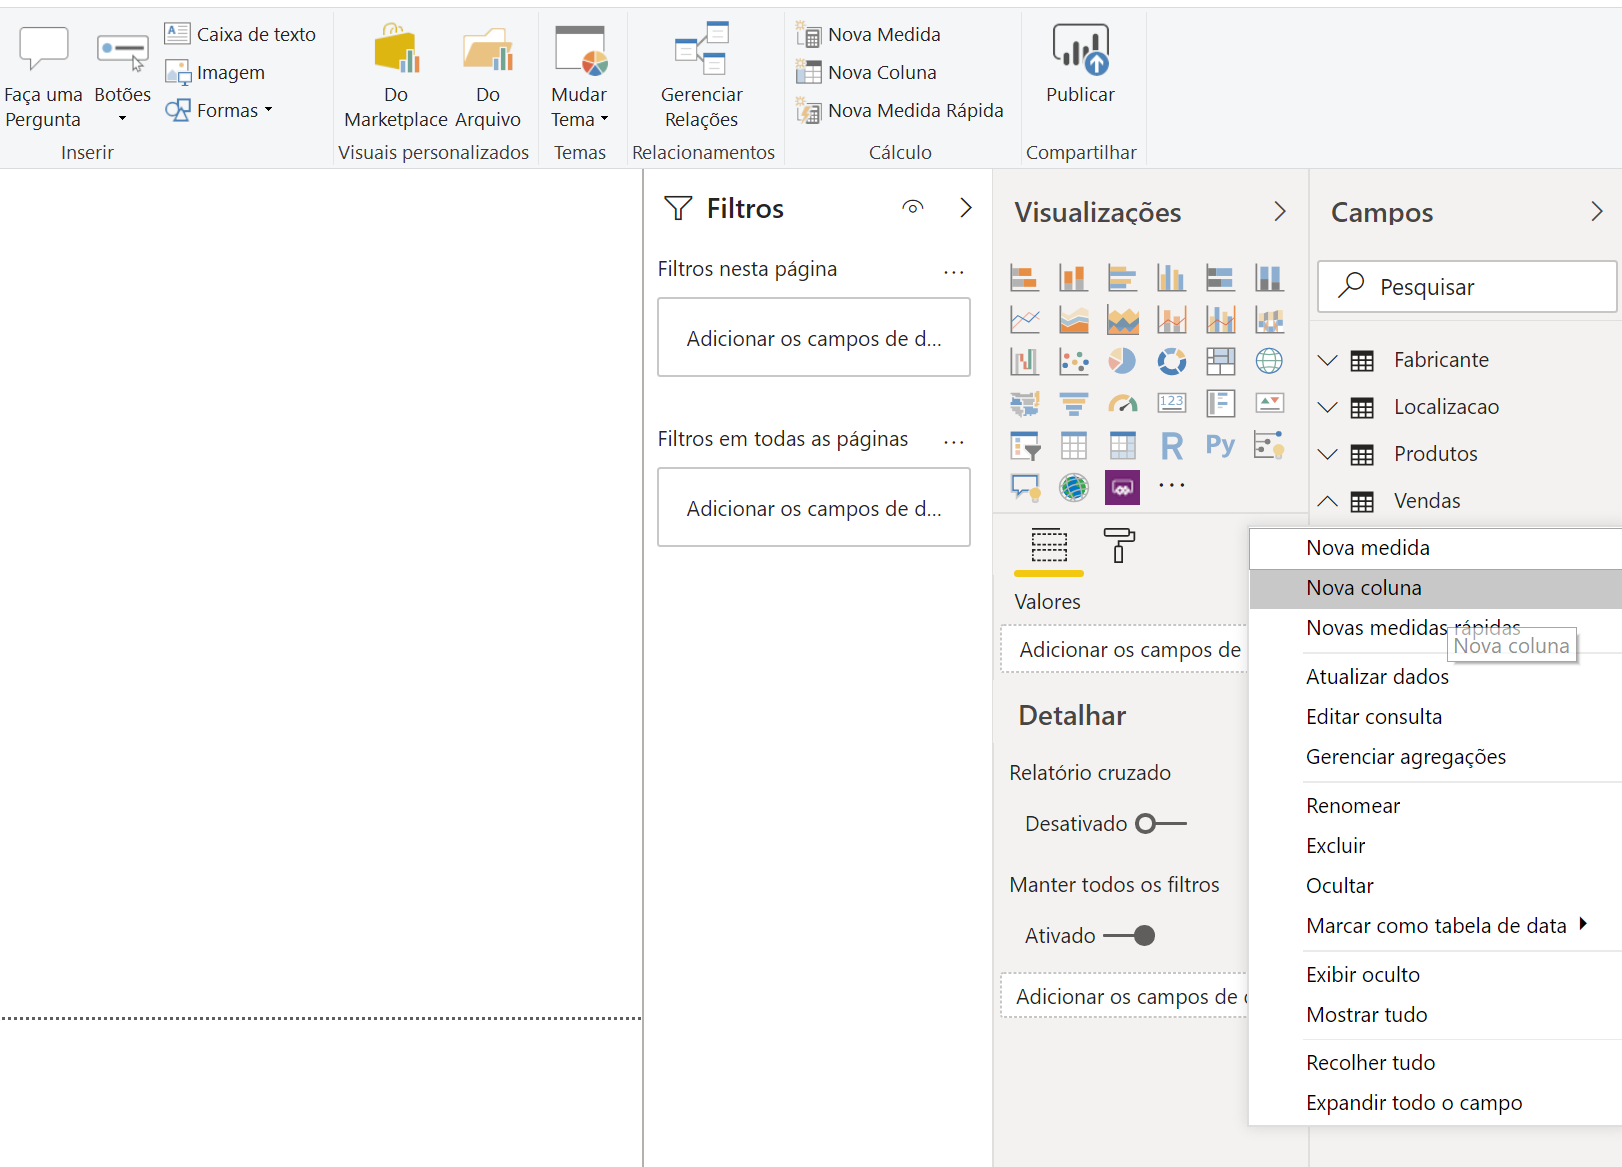 Faça uma
Pergunta
Botões
Caixa de texto
Imagem
Formas
Inserir
Do
Marketplace
Do
Arquivo
Visuais personalizados
Mudar
Tema
Temas
Gerenciar
Relações
Relacionamentos
Nova Medida
Nova Coluna
Nova Medida Rápida
Cálculo
Publicar
Compartilhar
Filtros
Filtros nesta página ...
Adicionar os campos de d...
Filtros em todas as páginas ...
Adicionar os campos de d...
Visualizações
123
R
Py
...
Valores
Adicionar os campos de
Detalhar
Relatório cruzado
Desativado
Manter todos os filtros
Ativado
Adicionar os campos de
Campos
Pesquisar
Fabricante
Localizacao
Produtos
Vendas
Nova medida
Nova coluna
Novas medidas rápidas
Nova coluna
Atualizar dados
Editar consulta
Gerenciar agregações
Renomear
Excluir
Ocultar
Marcar como tabela de data
Exibir oculto
Mostrar tudo
Recolher tudo
Expandir todo o campo